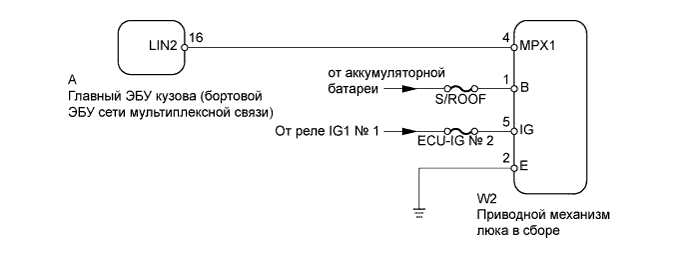 LIN2
16
4
MPX1
A
Главный ЭБУ кузова (бортовой
ЭБУ сети мультиплексной связи)
от аккумуляторной
батареи
S/ROOF
1
B
От реле IG1 № 1
ECU-IG № 2
5
IG
2
E
W2
Приводной механизм
люка в сборе